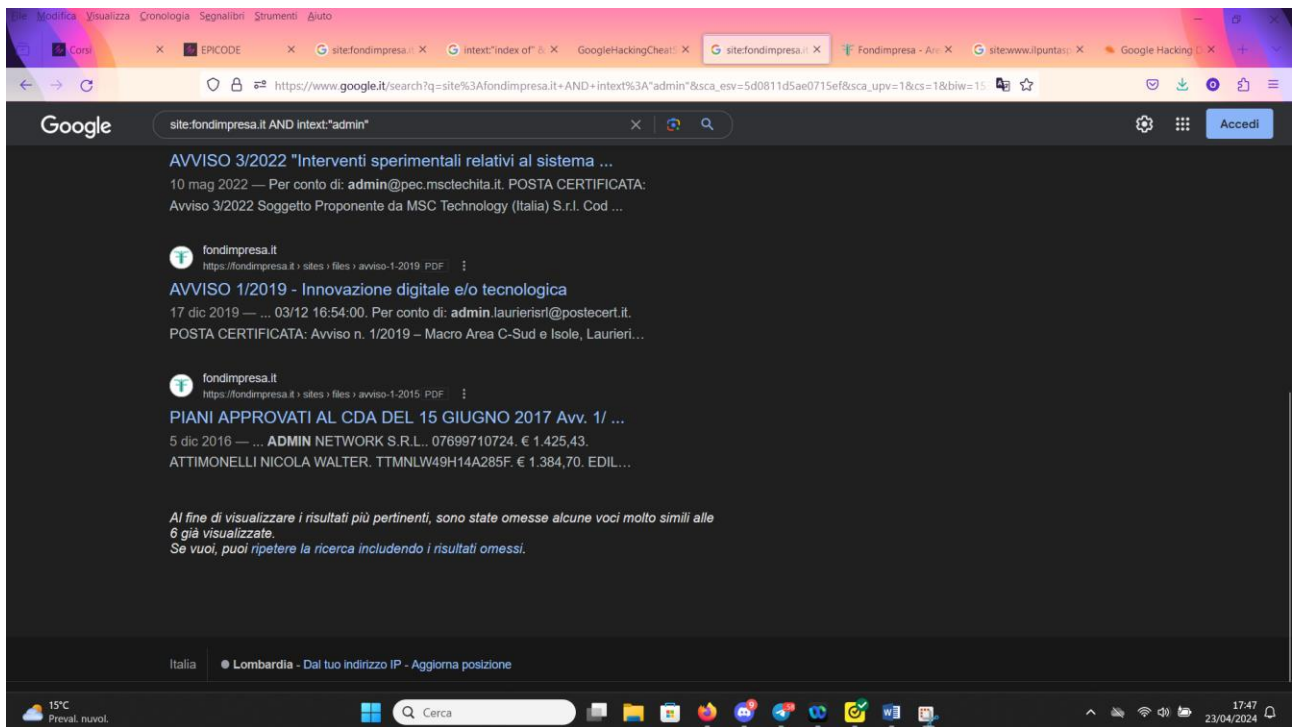 File Modifica Visualizza Cronologia Segnalibri Strumenti Aiuto
Corsi
EPICODE
site:fondimpresa.it
intext:"index of"
GoogleHackingCheatS
site:fondimpresa.it
Fondimpresa - Are
site:www.ilpuntasp
Google Hacking D
https://www.google.it/search?q=site%3Afondimpresa.it+AND+intext%3A"admin"&sca_esv=5d0811d5ae0715ef&sca_upv=1&cs=1&biw=15
Google
site:fondimpresa.it AND intext:"admin"
Accedi
AVVISO 3/2022 "Interventi sperimentali relativi al sistema ...
10 mag 2022 — Per conto di: admin@pec.msctechita.it. POSTA CERTIFICATA:
Avviso 3/2022 Soggetto Proponente da MSC Technology (Italia) S.r.l. Cod ...
fondimpresa.it
https://fondimpresa.it › sites › files › avviso-1-2019 PDF
AVVISO 1/2019 - Innovazione digitale e/o tecnologica
17 dic 2019 — ... 03/12 16:54:00. Per conto di: admin.laurierisrl@postecert.it.
POSTA CERTIFICATA: Avviso n. 1/2019 – Macro Area C-Sud e Isole, Laurieri...
fondimpresa.it
https://fondimpresa.it › sites › files › avviso-1-2015 PDF
PIANI APPROVATI AL CDA DEL 15 GIUGNO 2017 Avv. 1/ ...
5 dic 2016 — ... ADMIN NETWORK S.R.L.. 07699710724. € 1.425,43.
ATTIMONELLI NICOLA WALTER. TTMNLW49H14A285F. € 1.384,70. EDIL...
Al fine di visualizzare i risultati più pertinenti, sono state omesse alcune voci molto simili alle
6 già visualizzate.
Se vuoi, puoi ripetere la ricerca includendo i risultati omessi.
Italia
Lombardia - Dal tuo indirizzo IP - Aggiorna posizione
15°C
Preval. nuvol.
Cerca
17:47
23/04/2024